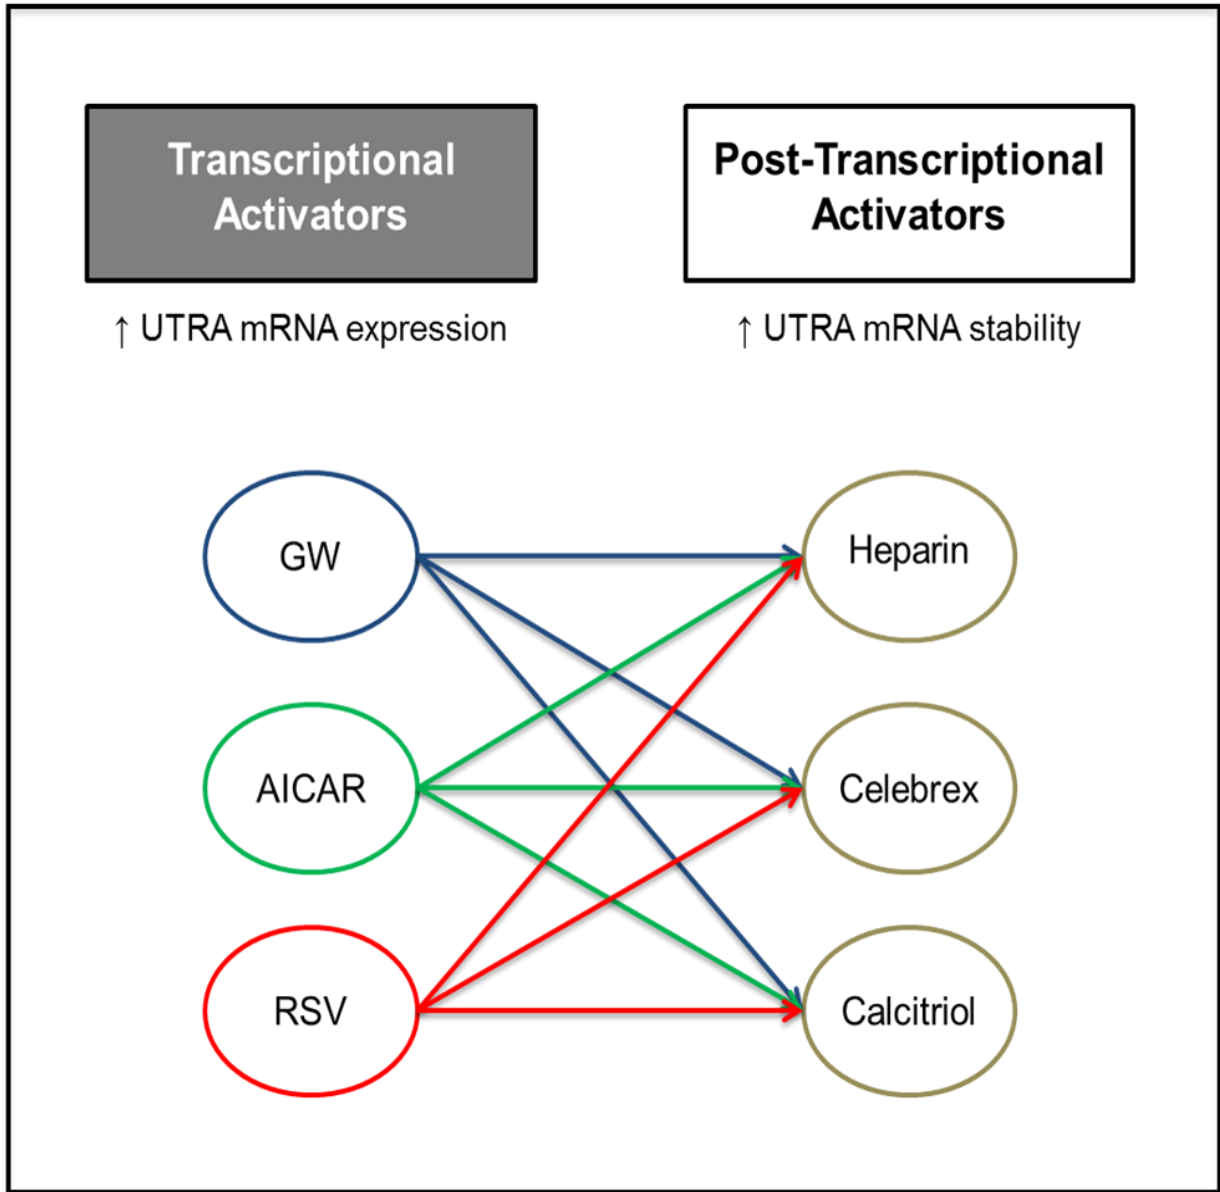 Transcriptional
Activators
Post-Transcriptional
Activators
↑ UTRA mRNA expression
↑ UTRA mRNA stability
GW
Heparin
AICAR
Celebrex
RSV
Calcitriol